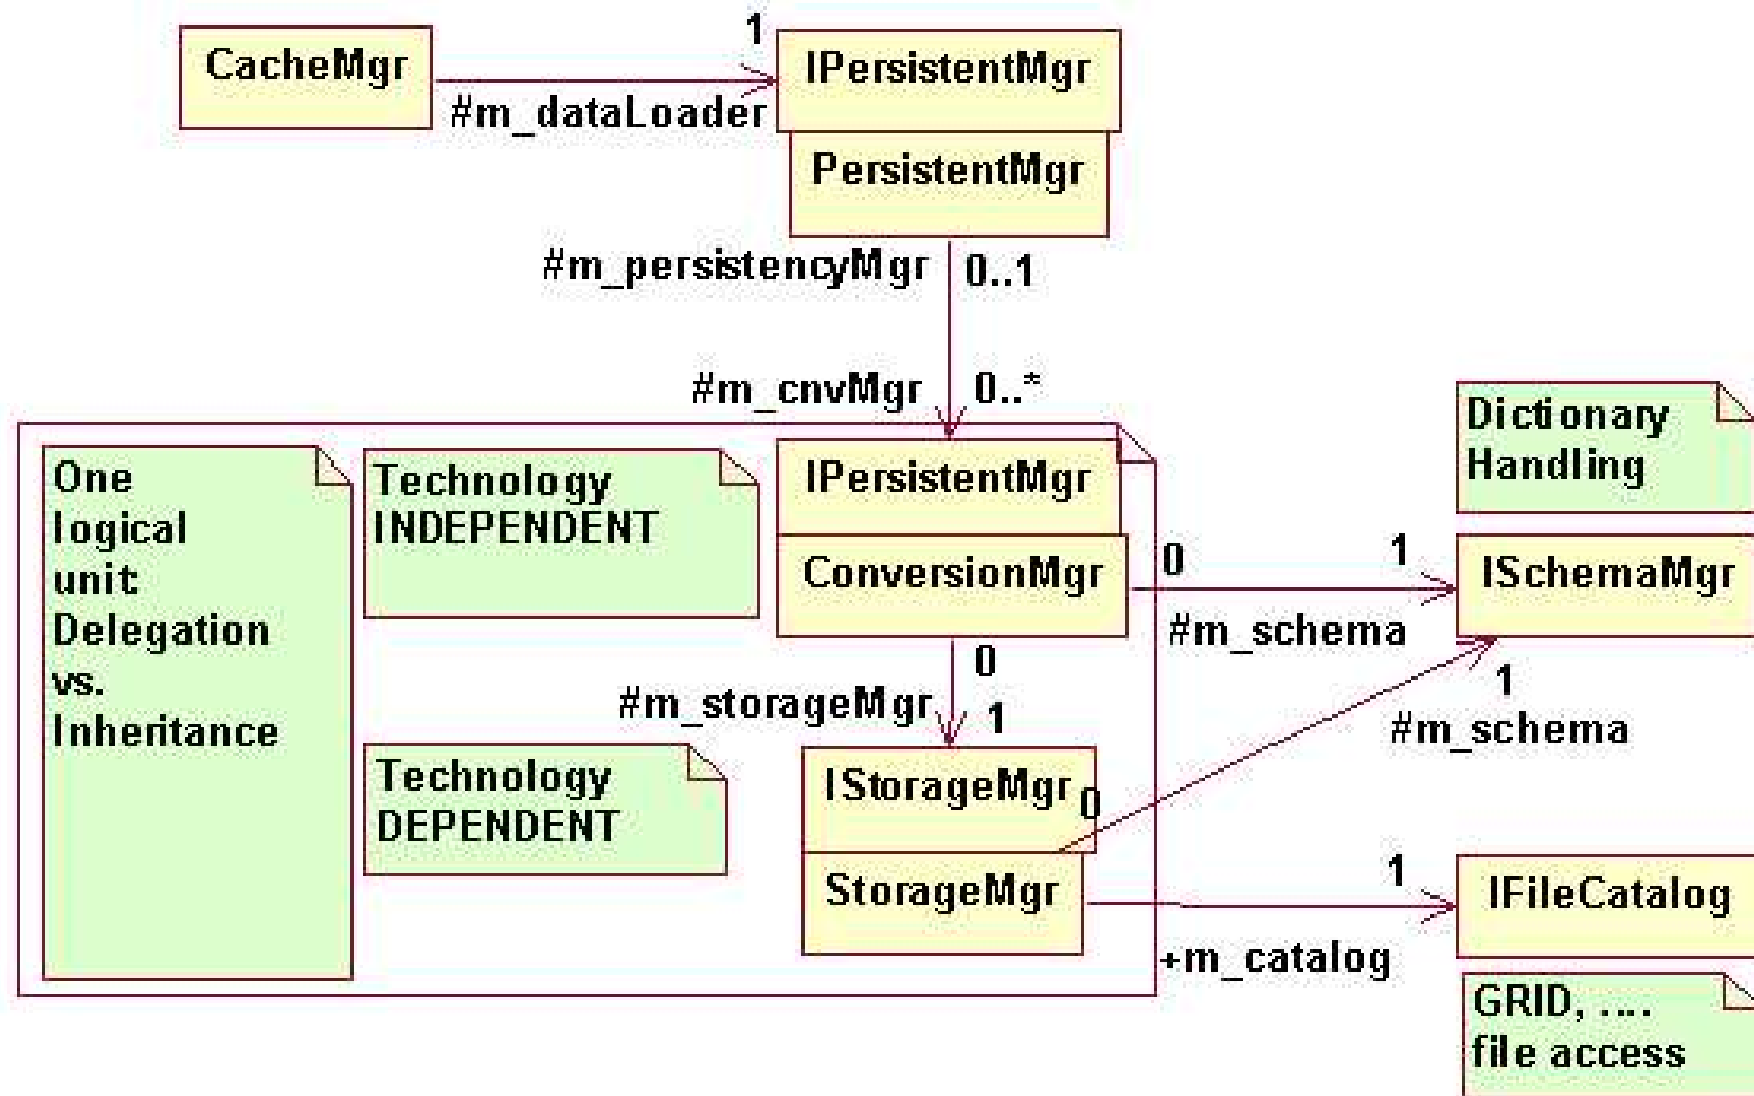 CacheMgr
1
#m_dataLoader
IPersistentMgr
PersistentMgr
#m_persistencyMgr
0..1
#m_cnvMgr
0..*
One
logical
unit:
Delegation
vs.
Inheritance
Technology
INDEPENDENT
IPersistentMgr
ConversionMgr
0
1
#m_schema
Dictionary
Handling
ISchemaMgr
0
#m_storageMgr
1
1
#m_schema
Technology
DEPENDENT
IStorageMgr
0
StorageMgr
1
+m_catalog
IFileCatalog
GRID, ....
file access